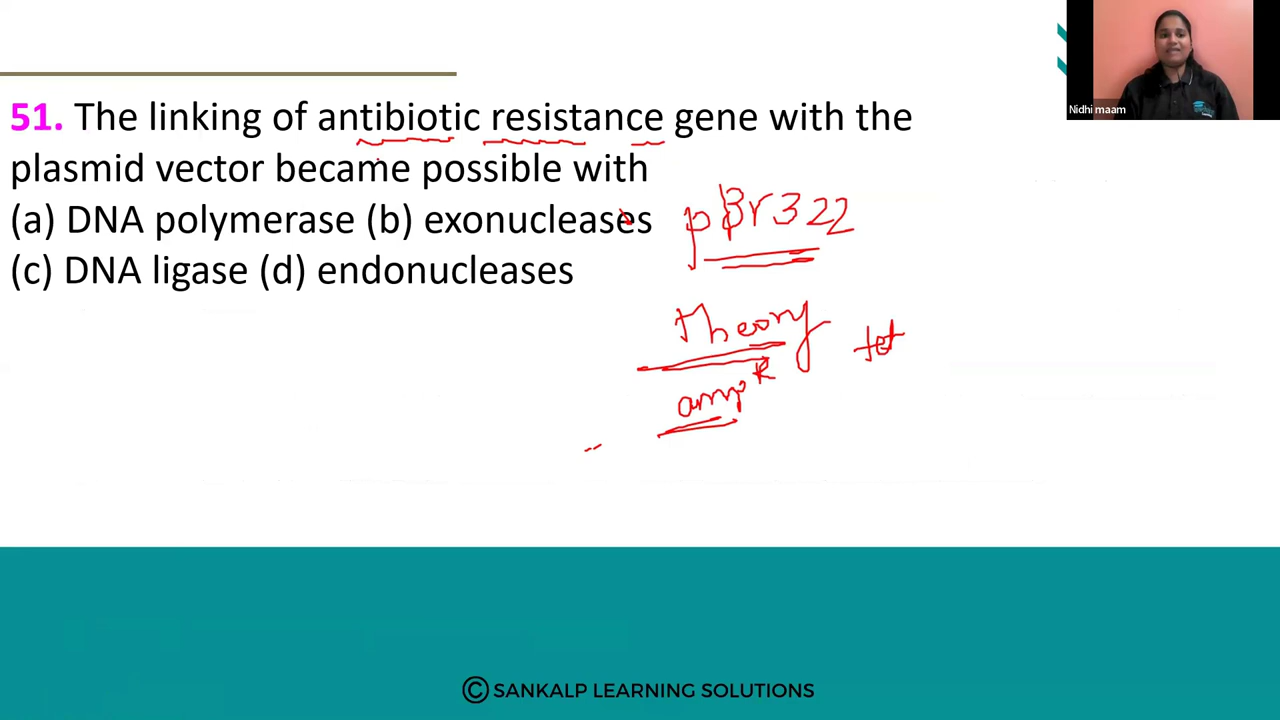 Nidhi maam
51. The linking of antibiotic resistance gene with the
plasmid vector became possible with
(a) DNA polymerase (b) exonucleases
(c) DNA ligase (d) endonucleases
pBr322
theory
tet
amp R
© SANKALP LEARNING SOLUTIONS